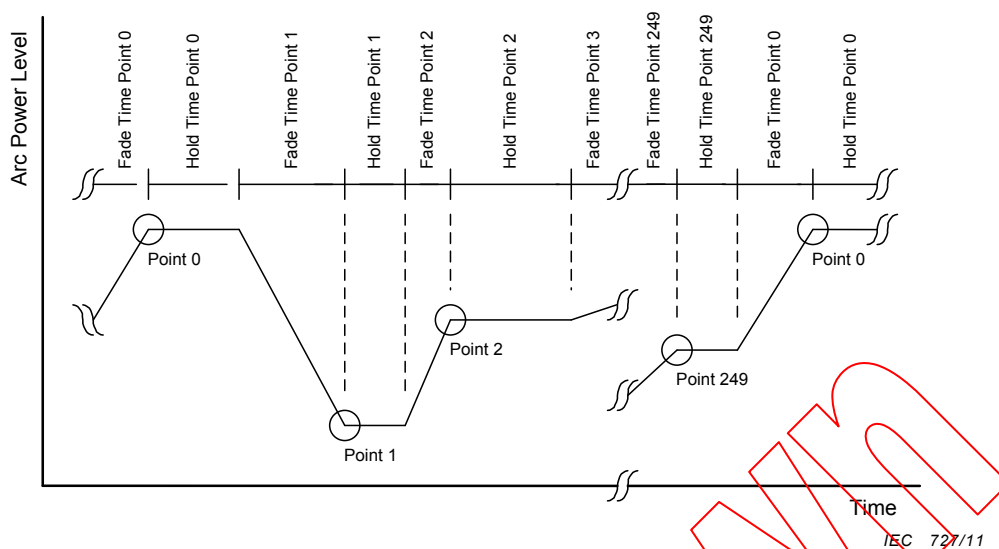 Arc Power Level
Fade Time Point 0
Hold Time Point 0
Fade Time Point 1
Hold Time Point 1
Fade Time Point 2
Hold Time Point 2
Fade Time Point 3
Fade Time Point 249
Hold Time Point 249
Fade Time Point 0
Hold Time Point 0
Point 0
Point 0
Point 2
Point 249
Point 1
Time
IEC 727/11
vn